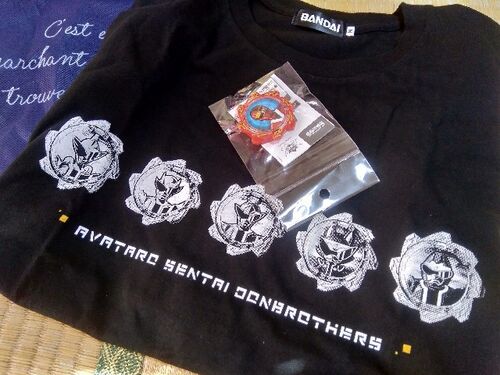 C'est e
marchant
trouve
BANDAI
AVATARO SENTAI DONBROTHERS